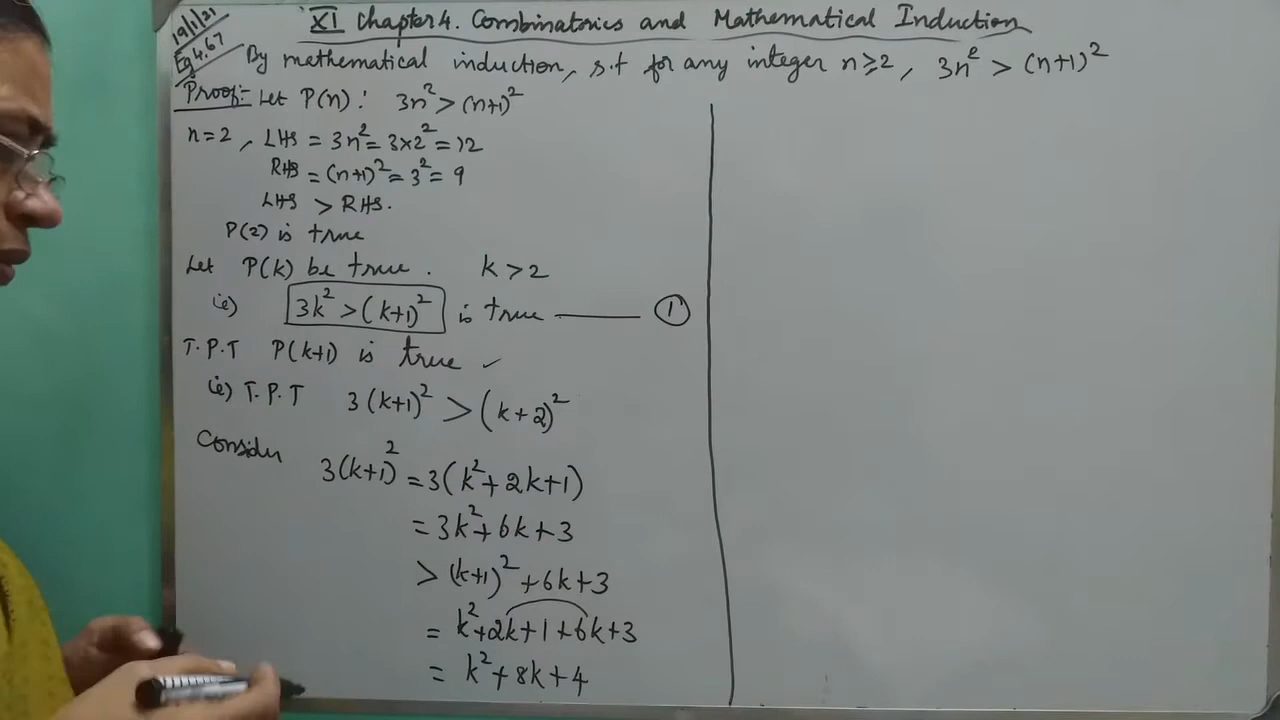 19/1/21
Eg 4.67
XI Chapter 4. Combinatorics and Mathematical Induction
By mathematical induction, s.t for any integer n≥2, 3n² > (n+1)²
Proof:- Let P(n): 3n² > (n+1)²
n=2, LHS = 3n² = 3×2² = 12
RHS = (n+1)² = 3² = 9
LHS > RHS.
P(2) is true
Let P(k) be true. k>2
(ie) 3k² > (k+1)² is true ——— ①
T.P.T P(k+1) is true ✓
(ie) T.P.T 3(k+1)² > (k+2)²
Consider
3(k+1)² = 3(k²+2k+1)
= 3k²+6k+3
> (k+1)²+6k+3
= k²+2k+1+6k+3
= k²+8k+4